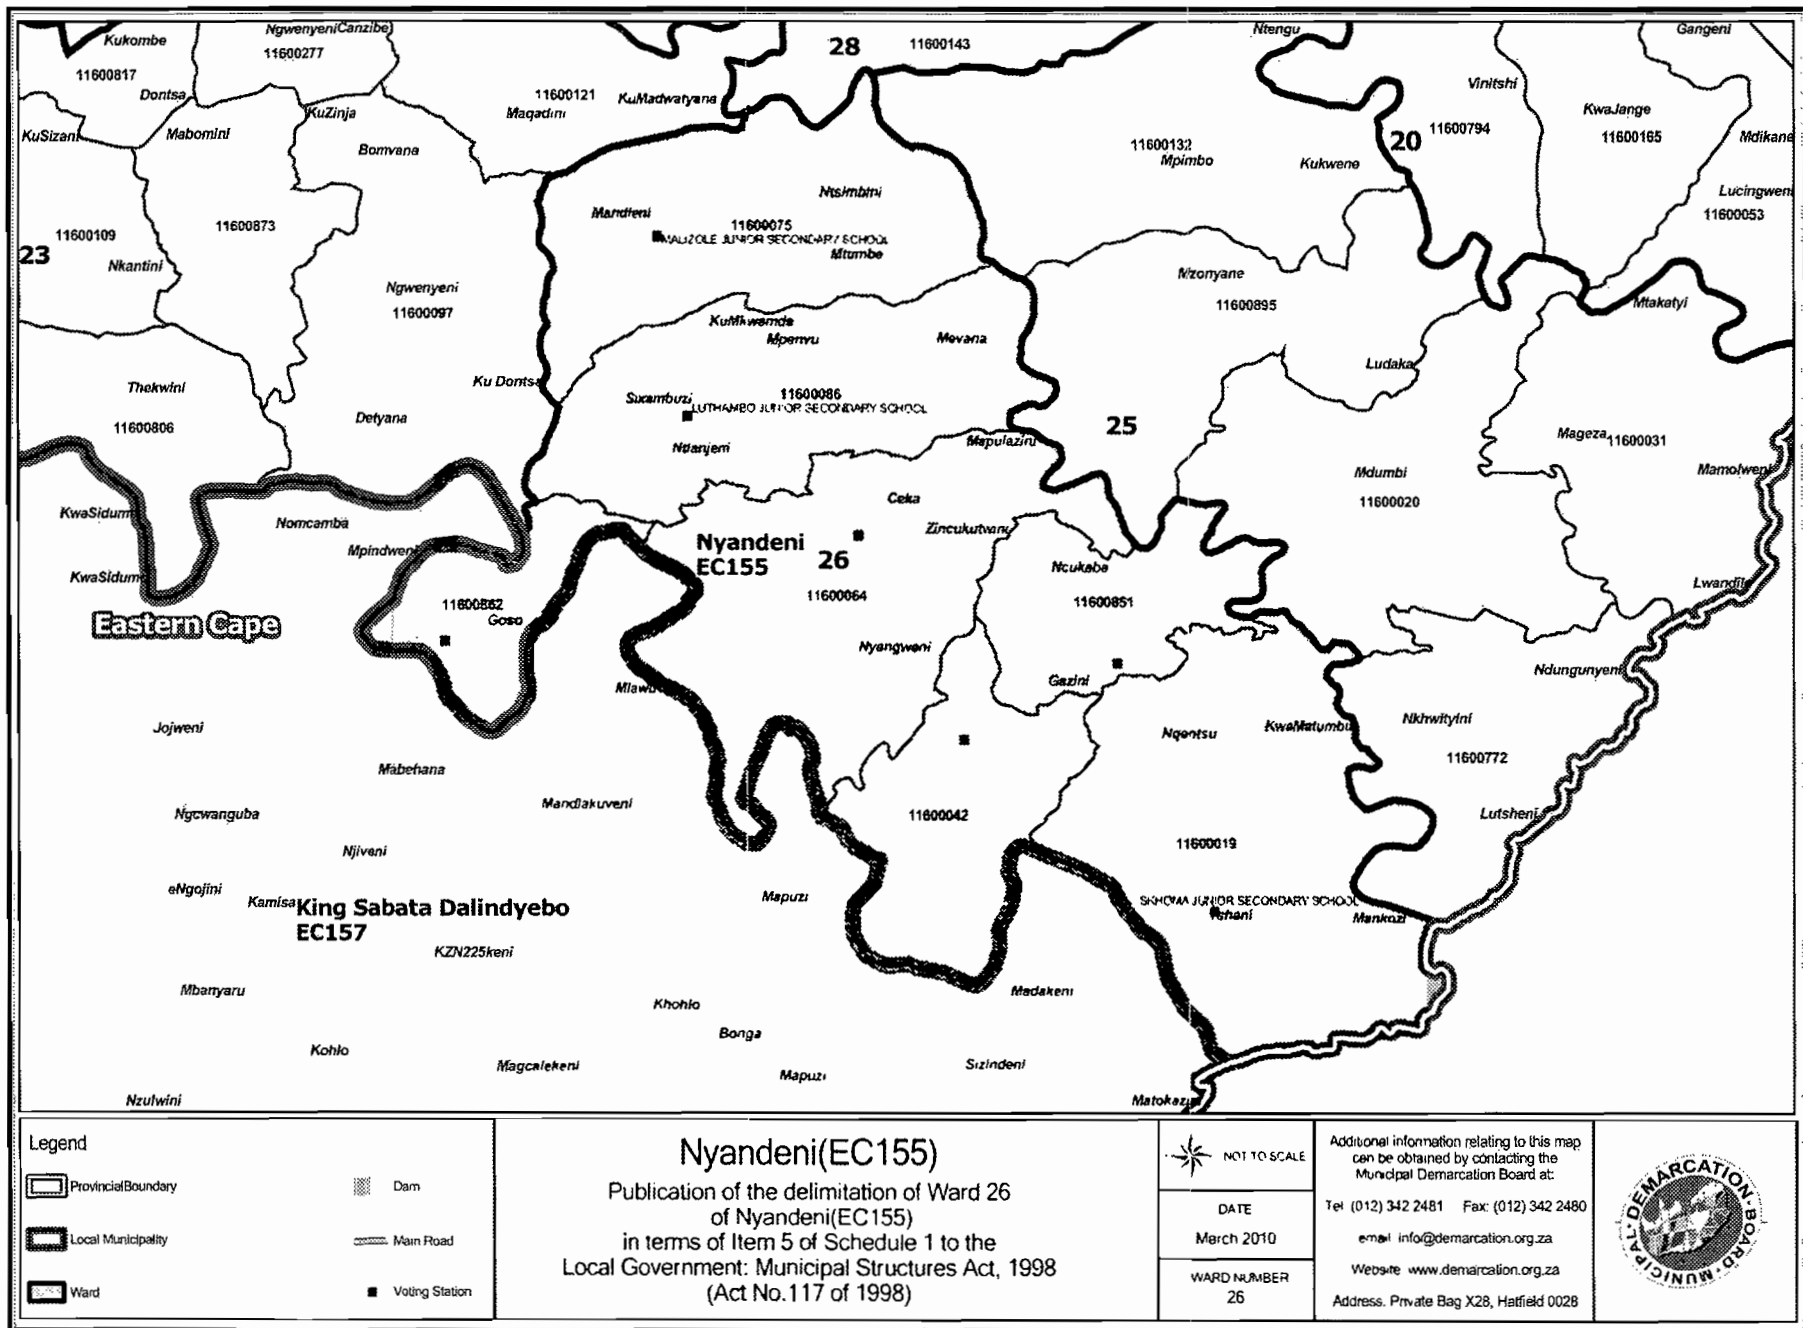 Kukombe
NgwenyeniCanzibe
28
11600143
Ntengu
Gangeni
11600817
11600277
Vinitshi
Dontsa
11600121
KuMadwatyana
KwaJange
KuSizani
Mabomini
KuZinja
Maqadini
11600132
Mpimbo
Kukwene
20
11600794
11600165
Mdikane
Bomvana
Lucingweni
11600053
Ntsimbini
Mandleni
11600075
MALIZOLE JUNIOR SECONDARY SCHOOL
Mtumbe
23
11600109
11600873
Nkantini
Mzonyane
11600895
Ngwenyeni
11600097
Mtakatyi
KuMkwamda
Mpenvu
Movana
Ludaka
Thekwini
Ku Dontsa
11600086
Sixambuzi
LUTHAMBO JUNIOR SECONDARY SCHOOL
11600806
Detyana
25
Mageza
11600031
Ntlanjeni
Mapulazini
Mdumbi
11600020
Mamolweni
Ceka
KwaSidumo
Nomcamba
Zincukutwane
Mpindweni
Nyandeni
EC155
26
Ncukaba
KwaSidumo
11600064
11600851
Lwandile
Eastern Cape
11600862
Goso
Nyangweni
Ndungunyeni
Gazini
Mlawu
Jojweni
Nqentsu
KwaMatumbu
Nkhwityini
11600772
Mabehana
Mandlakuveni
Ngcwanguba
11600042
Lutsheni
Njiveni
11600019
eNgojini
Kamisa
King Sabata Dalindyebo
EC157
Mapuzi
SKHOMA JUNIOR SECONDARY SCHOOL
Tshani
Mankozi
KZN225keni
Mbanyaru
Khohlo
Madakeni
Bonga
Kohlo
Magcalekeni
Mapuzi
Sizindeni
Nzulwini
Matokazini
Legend
ProvincialBoundary
Dam
Local Municipality
Main Road
Ward
Voting Station
Nyandeni(EC155)
Publication of the delimitation of Ward 26
of Nyandeni(EC155)
in terms of Item 5 of Schedule 1 to the
Local Government: Municipal Structures Act, 1998
(Act No.117 of 1998)
NOT TO SCALE
DATE
March 2010
WARD NUMBER
26
Additional information relating to this map
can be obtained by contacting the
Municipal Demarcation Board at:
Tel (012) 342 2481 Fax: (012) 342 2480
email info@demarcation.org.za
Website www.demarcation.org.za
Address. Private Bag X28, Hatfield 0028
MUNICIPAL DEMARCATION BOARD